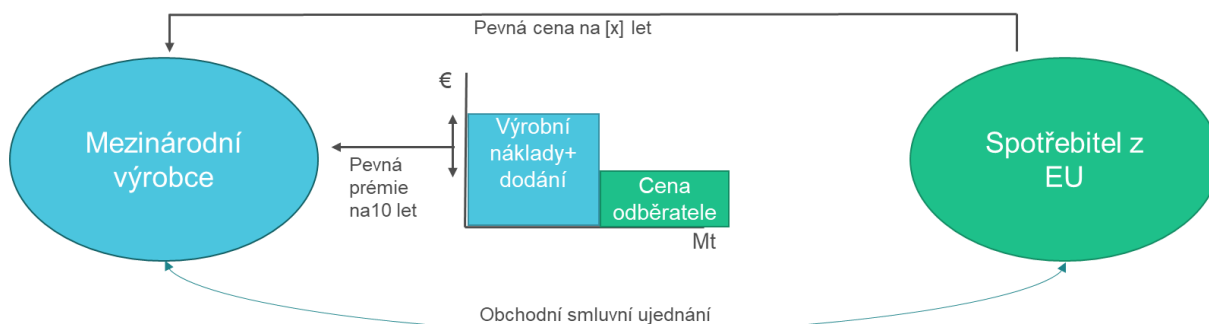 Pevná cena na [x] let
€
Mezinárodní
výrobce
Pevná
prémie
na10 let
Výrobní
náklady+
dodání
Cena
odběratele
Mt
Spotřebitel z
EU
Obchodní smluvní ujednání